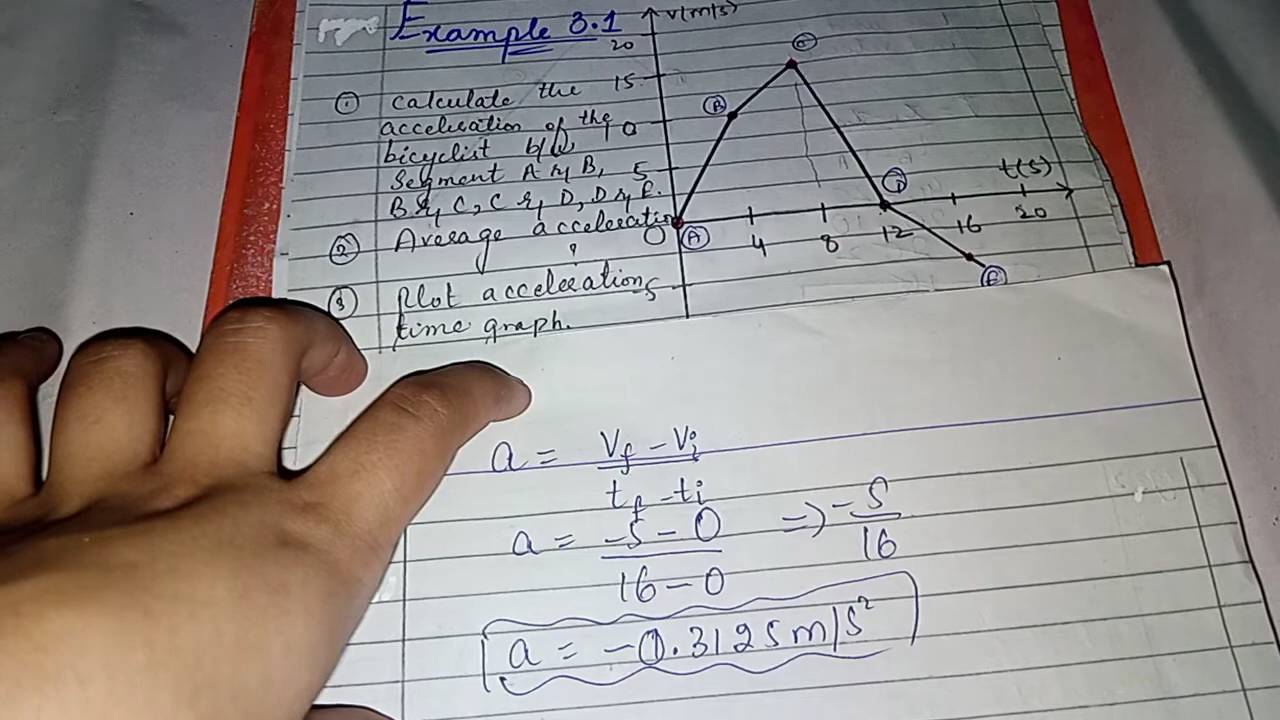 Example 3.1
① calculate the
acceleration of the
bicyclist b/w
Segment A & B,
B & C, C & D, D & E.
② Average acceleration
?
③ Plot accelerations
time graph.
v(m/s)
20
15
10
5
0
5
t(s)
4
8
12
16
20
A
B
C
D
E
a = Vf - Vi
tf - ti
a = -5 - 0 => -5
16 - 0 16
a = -0.3125 m/s²